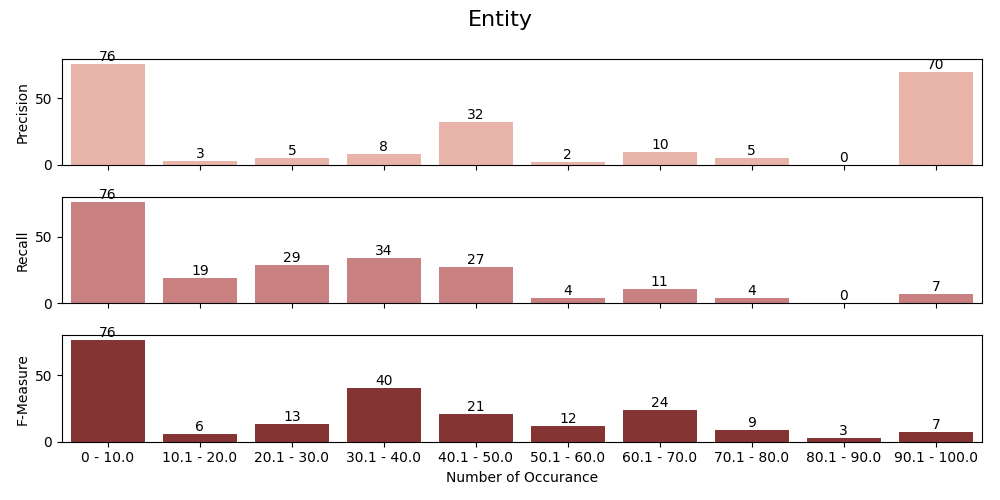 Entity
76 3 5 8 32 2 10 5 0 70
Precision
50
0
76 19 29 34 27 4 11 4 0 7
Recall
50
0
76 6 13 40 21 12 24 9 3 7
F-Measure
50
0
0 - 10.0 10.1 - 20.0 20.1 - 30.0 30.1 - 40.0 40.1 - 50.0 50.1 - 60.0 60.1 - 70.0 70.1 - 80.0 80.1 - 90.0 90.1 - 100.0
Number of Occurance